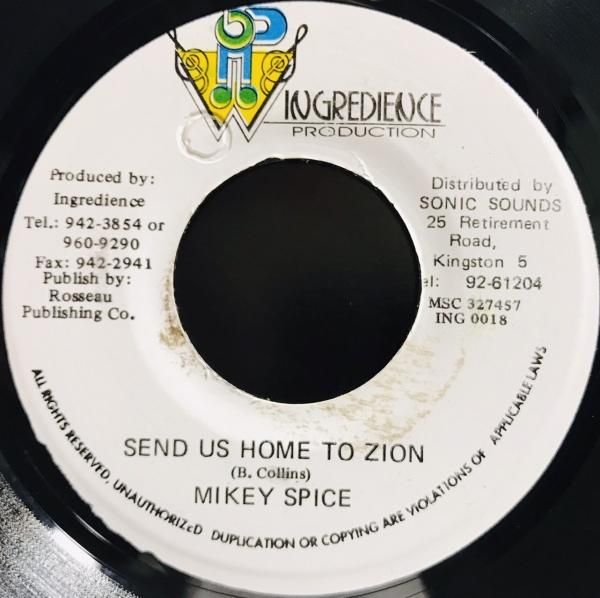 INGREDIENCE
PRODUCTION
Produced by:
Ingredience
Tel.: 942-3854 or
960-9290
Fax: 942-2941
Publish by:
Rosseau
Publishing Co.
Distributed by
SONIC SOUNDS
25 Retirement
Road,
Kingston 5
el: 92-61204
MSC 327457
ING 0018
SEND US HOME TO ZION
(B. Collins)
MIKEY SPICE
ALL RIGHTS RESERVED. UNAUTHORIZED DUPLICATION OR COPYING ARE VIOLATIONS OF APPLICABLE LAWS